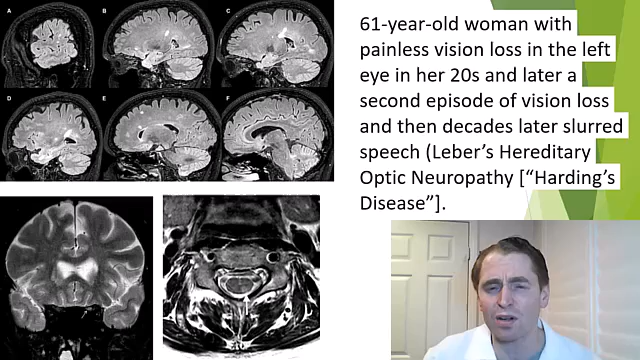 A
B
C
D
E
F
61-year-old woman with
painless vision loss in the left
eye in her 20s and later a
second episode of vision loss
and then decades later slurred
speech (Leber’s Hereditary
Optic Neuropathy [“Harding’s
Disease”].